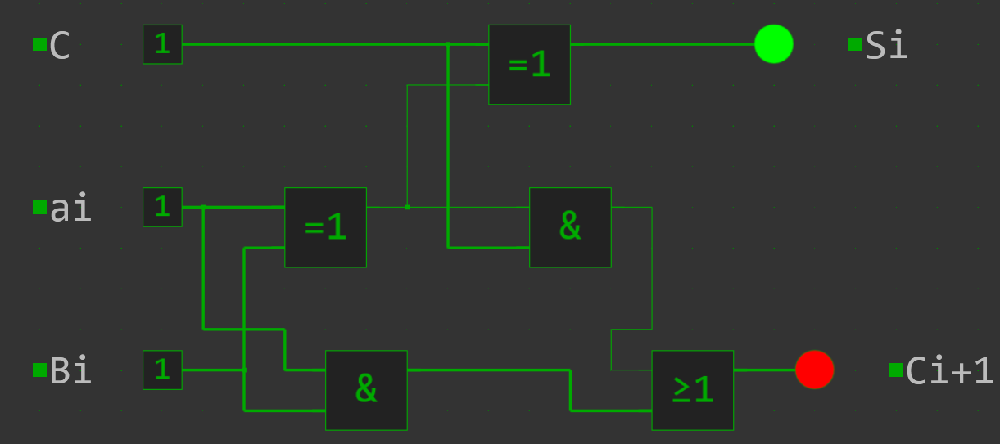 C 1 =1 Si
ai 1 =1 &
Bi 1 & ≥1 Ci+1